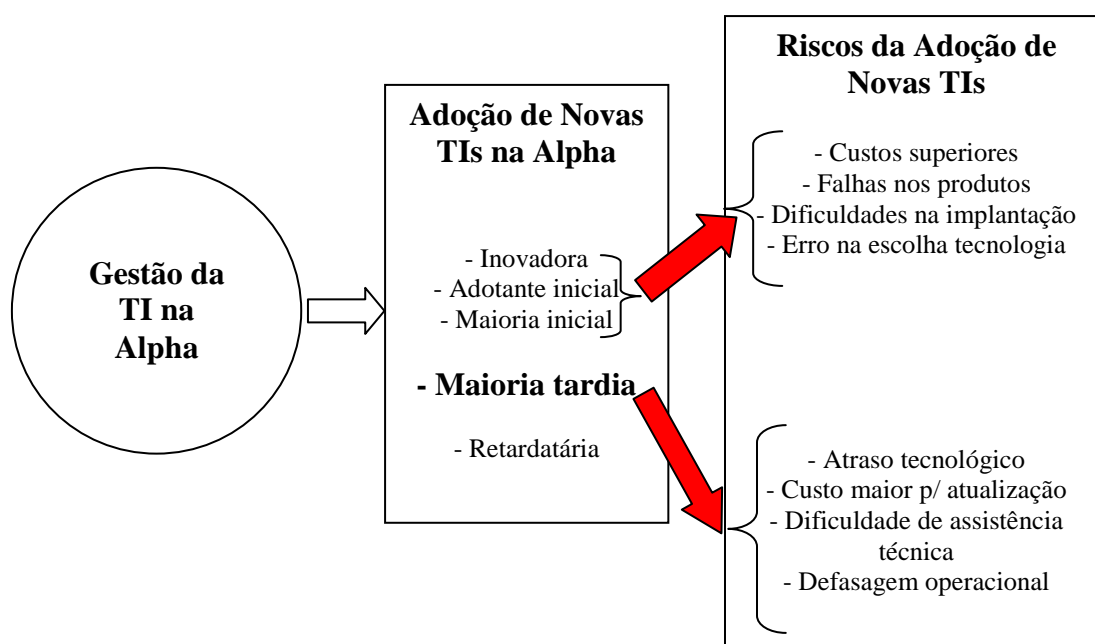 Gestão da
TI na
Alpha
Adoção de Novas
TIs na Alpha
- Inovadora
- Adotante inicial
- Maioria inicial
- Maioria tardia
- Retardatária
Riscos da Adoção de
Novas TIs
- Custos superiores
- Falhas nos produtos
- Dificuldades na implantação
- Erro na escolha tecnologia
- Atraso tecnológico
- Custo maior p/ atualização
- Dificuldade de assistência
técnica
- Defasagem operacional